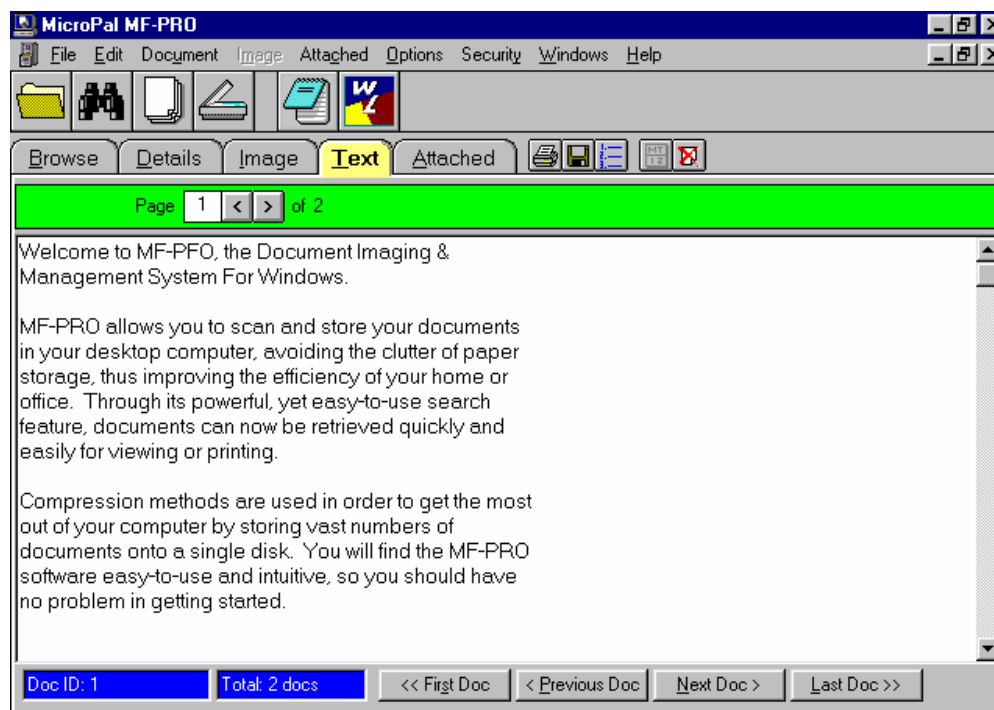 MicroPal MF-PRO
File Edit Document Image Attached Options Security Windows Help
WL
Browse Details Image Text Attached MT 12
Page 1 < > of 2
Welcome to MF-PFO, the Document Imaging &
Management System For Windows.
MF-PRO allows you to scan and store your documents
in your desktop computer, avoiding the clutter of paper
storage, thus improving the efficiency of your home or
office. Through its powerful, yet easy-to-use search
feature, documents can now be retrieved quickly and
easily for viewing or printing.
Compression methods are used in order to get the most
out of your computer by storing vast numbers of
documents onto a single disk. You will find the MF-PRO
software easy-to-use and intuitive, so you should have
no problem in getting started.
Doc ID: 1 Total: 2 docs << First Doc < Previous Doc Next Doc > Last Doc >>